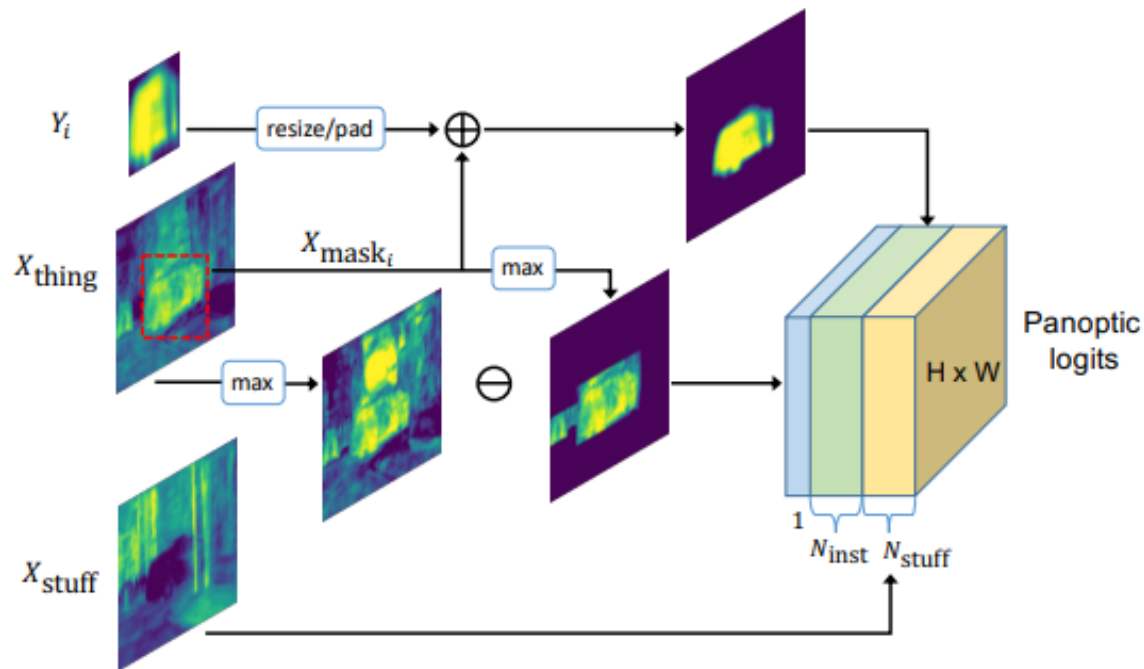 Y_i
resize/pad
X_thing
X_mask_i
max
max
X_stuff
H x W
Panoptic
logits
1
N_inst
N_stuff